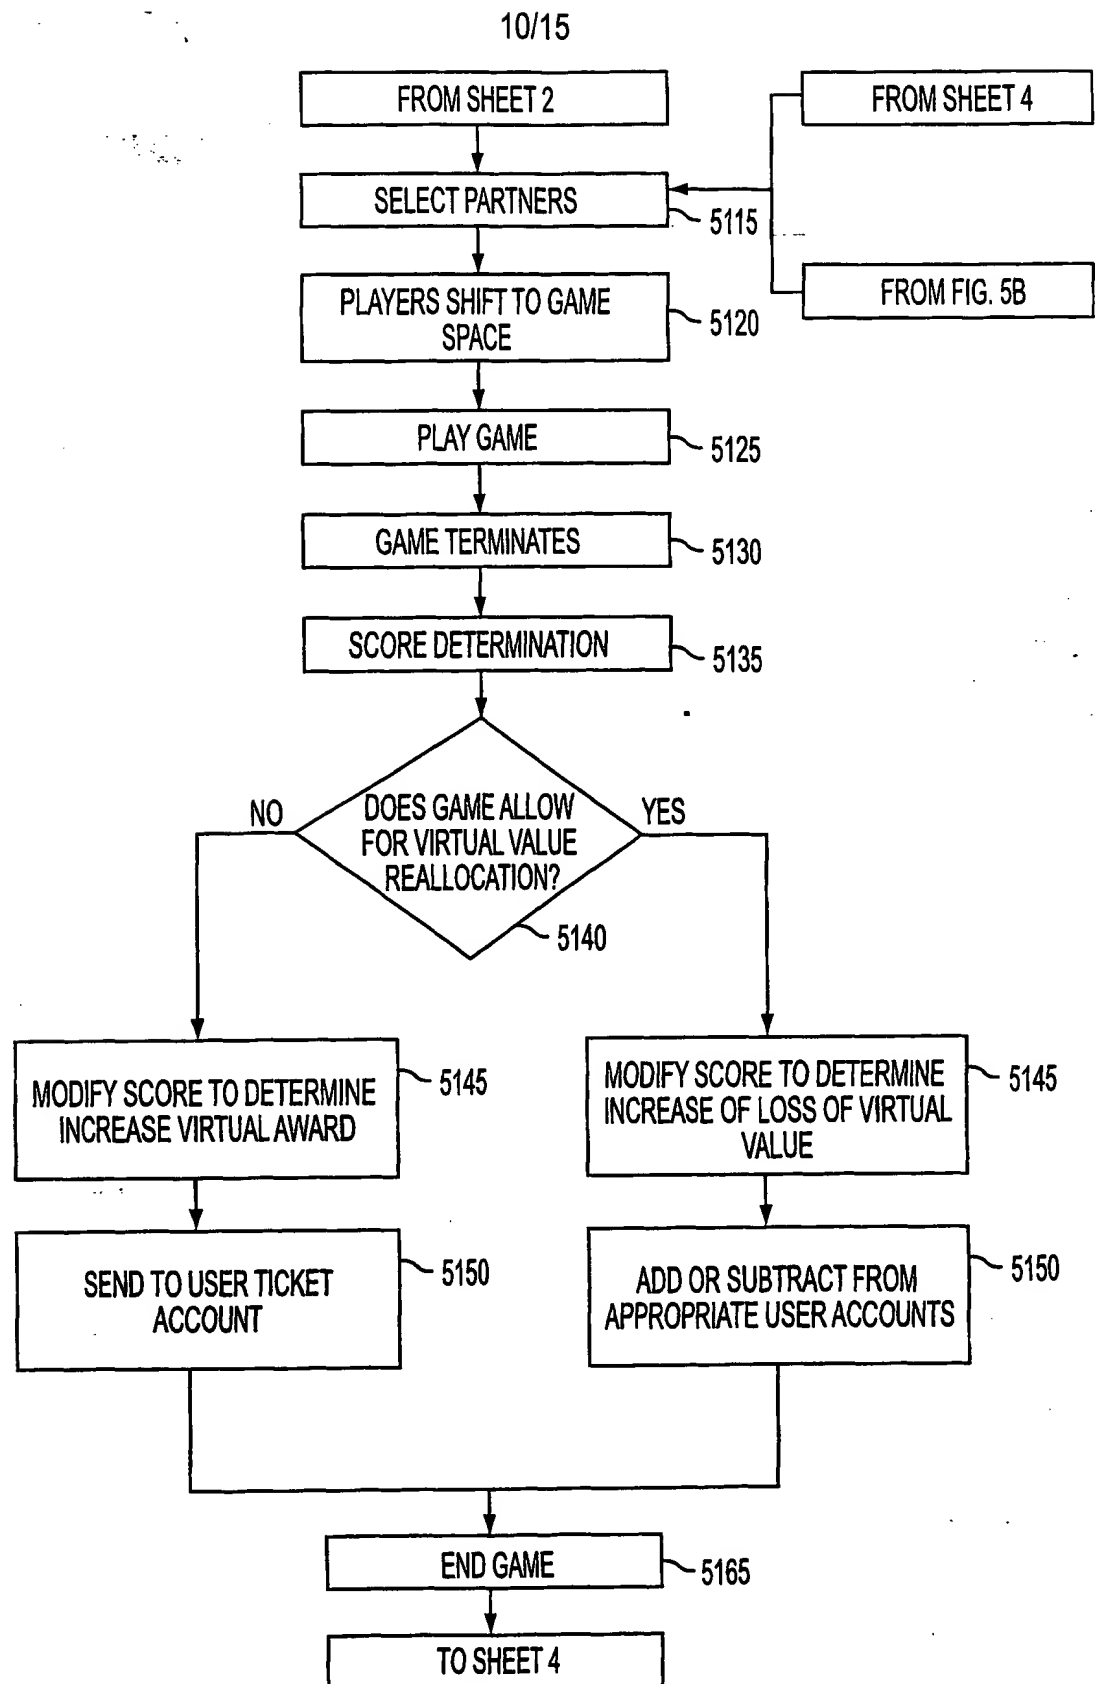 10/15
FROM SHEET 2
FROM SHEET 4
SELECT PARTNERS
5115
FROM FIG. 5B
PLAYERS SHIFT TO GAME
SPACE
5120
PLAY GAME
5125
GAME TERMINATES
5130
SCORE DETERMINATION
5135
NO
DOES GAME ALLOW
FOR VIRTUAL VALUE
REALLOCATION?
YES
5140
MODIFY SCORE TO DETERMINE
INCREASE VIRTUAL AWARD
5145
MODIFY SCORE TO DETERMINE
INCREASE OF LOSS OF VIRTUAL
VALUE
5145
SEND TO USER TICKET
ACCOUNT
5150
ADD OR SUBTRACT FROM
APPROPRIATE USER ACCOUNTS
5150
END GAME
5165
TO SHEET 4